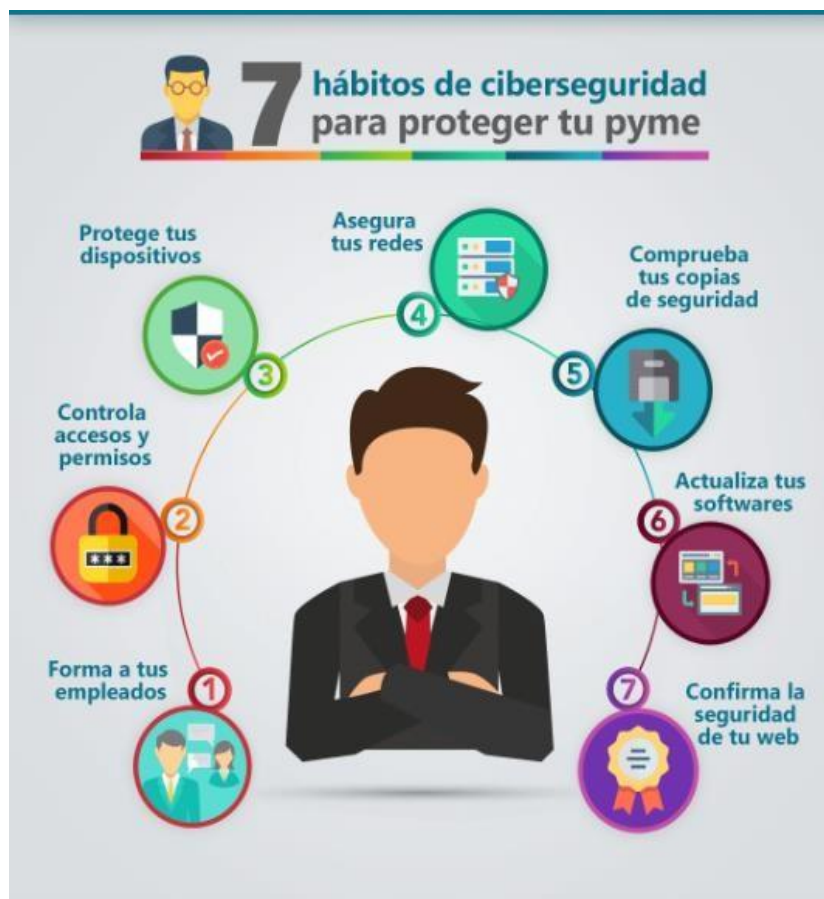 7 hábitos de ciberseguridad
para proteger tu pyme
1
Forma a tus
empleados
2
Controla
accesos y
permisos
***
3
Protege tus
dispositivos
4
Asegura
tus redes
5
Comprueba
tus copias
de seguridad
6
Actualiza tus
softwares
7
Confirma la
seguridad
de tu web